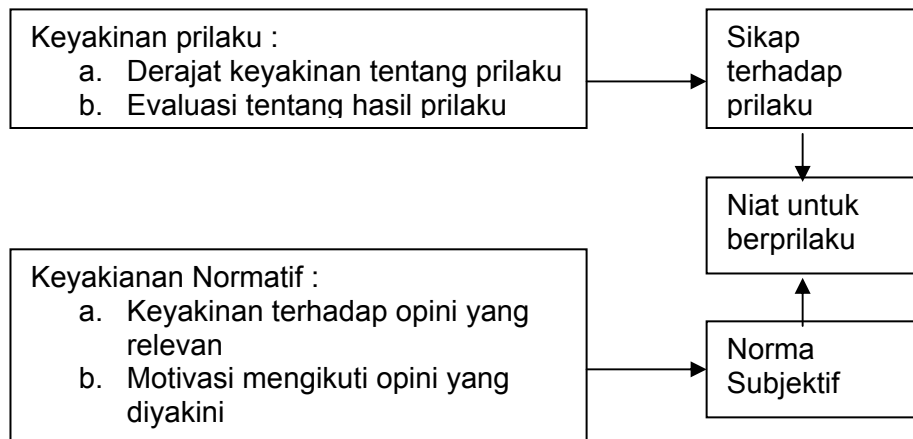 Keyakinan prilaku :
a. Derajat keyakinan tentang prilaku
b. Evaluasi tentang hasil prilaku
Sikap
terhadap
prilaku
Niat untuk
berprilaku
Keyakianan Normatif :
a. Keyakinan terhadap opini yang
relevan
b. Motivasi mengikuti opini yang
diyakini
Norma
Subjektif